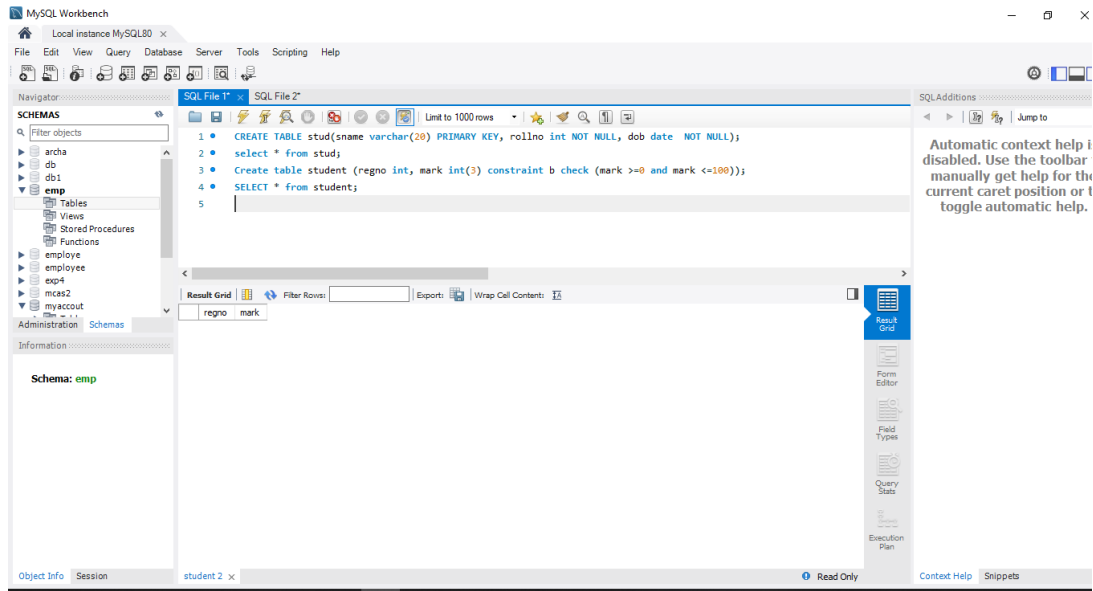 MySQL Workbench
Local instance MySQL80
File Edit View Query Database Server Tools Scripting Help
Navigator
SCHEMAS
Filter objects
archa
db
db1
emp
Tables
Views
Stored Procedures
Functions
employe
employee
exp4
mcas2
myaccout
Administration Schemas
Information
Schema: emp
Object Info Session
SQL File 1* SQL File 2*
Limit to 1000 rows
1 CREATE TABLE stud(sname varchar(20) PRIMARY KEY, rollno int NOT NULL, dob date  NOT NULL);
2 select * from stud;
3 Create table student (regno int, mark int(3) constraint b check (mark >=0 and mark <=100));
4 SELECT * from student;
5
Result Grid Filter Rows: Export: Wrap Cell Content:
regno mark
Result
Grid
Form
Editor
Field
Types
Query
Stats
Execution
Plan
student 2
Read Only
SQLAdditions
Jump to
Automatic context help is
disabled. Use the toolbar
manually get help for the
current caret position or t
toggle automatic help.
Context Help Snippets